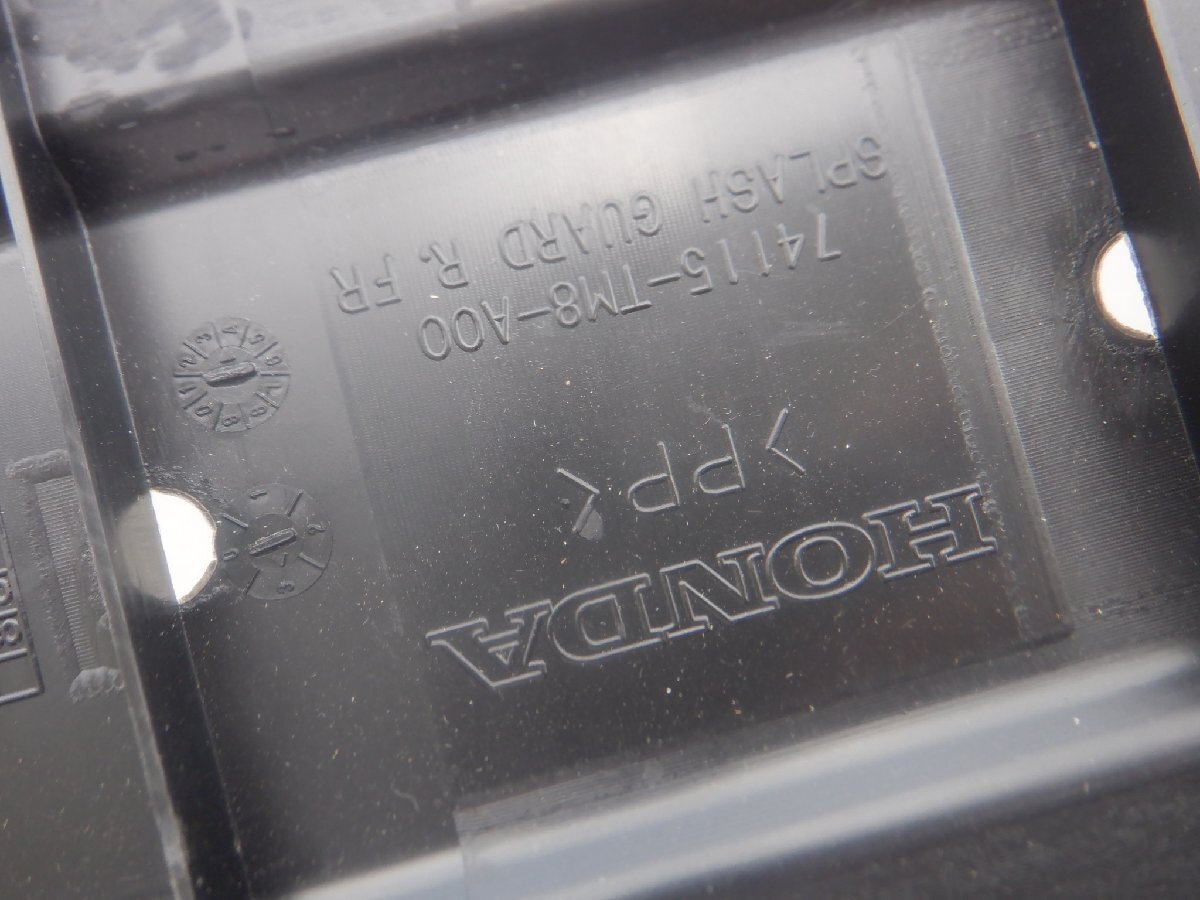 HONDA
>PP<
74115-TM8-A00
SPLASH GUARD R.FR